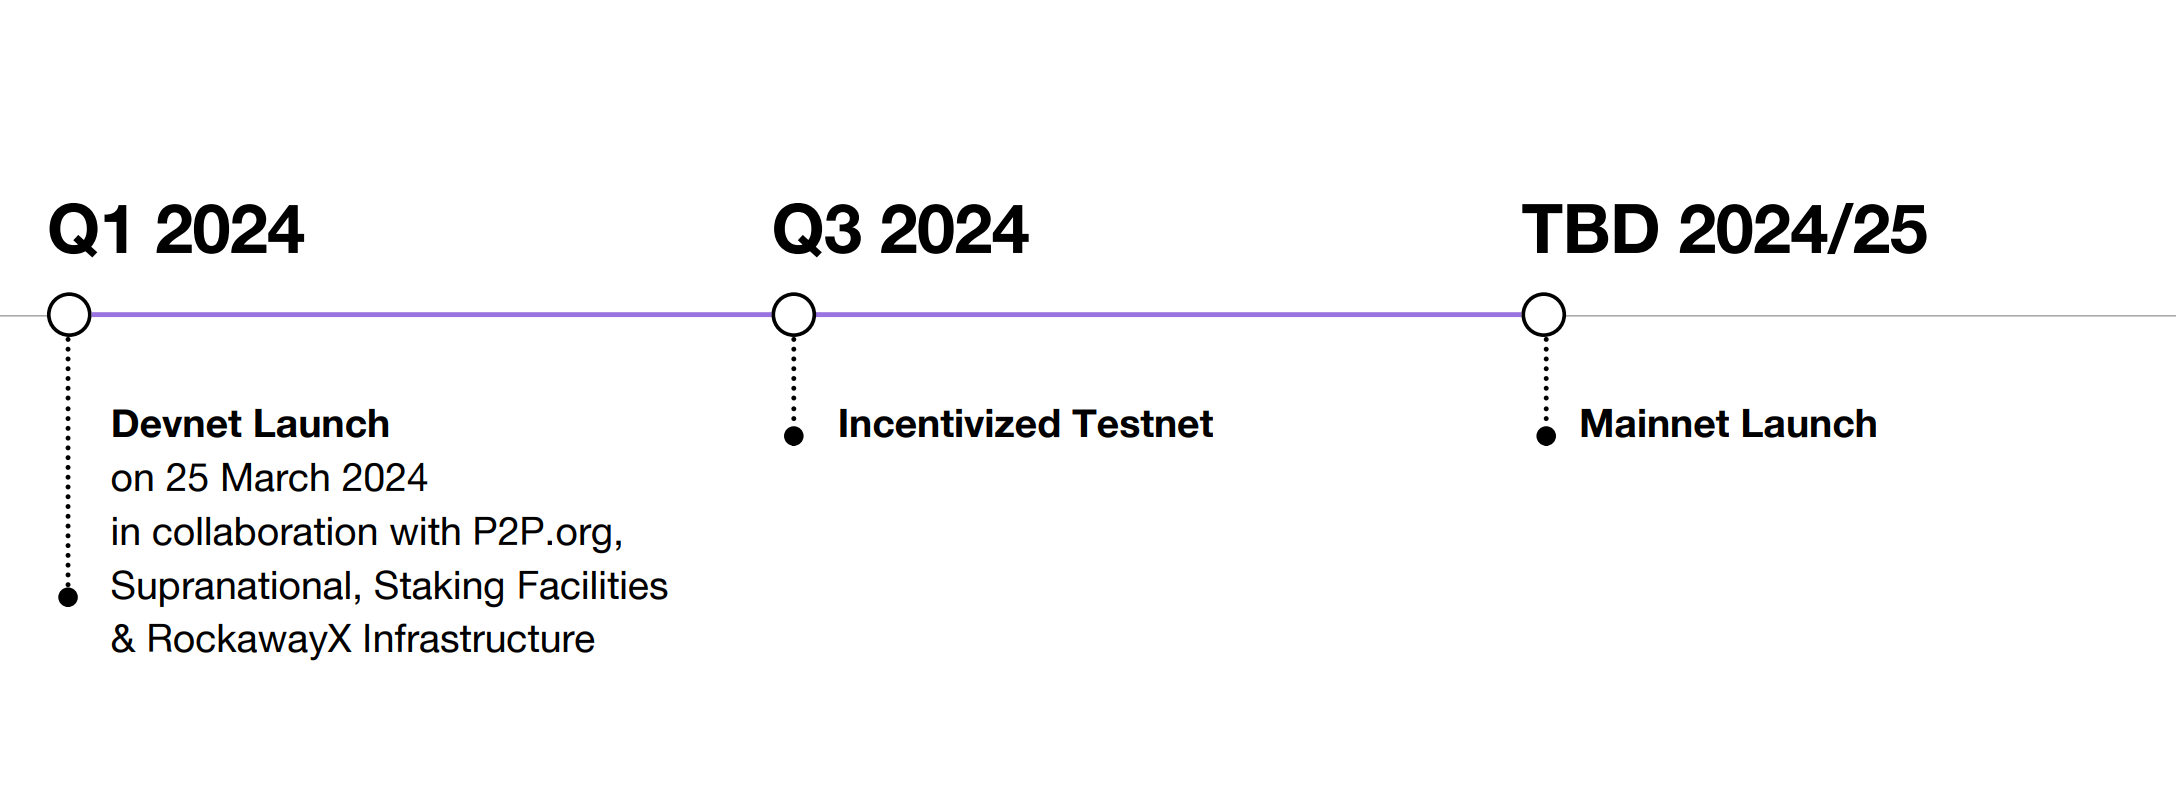 Q1 2024
Q3 2024
TBD 2024/25
Devnet Launch
on 25 March 2024
in collaboration with P2P.org,
Supranational, Staking Facilities
& RockawayX Infrastructure
Incentivized Testnet
Mainnet Launch